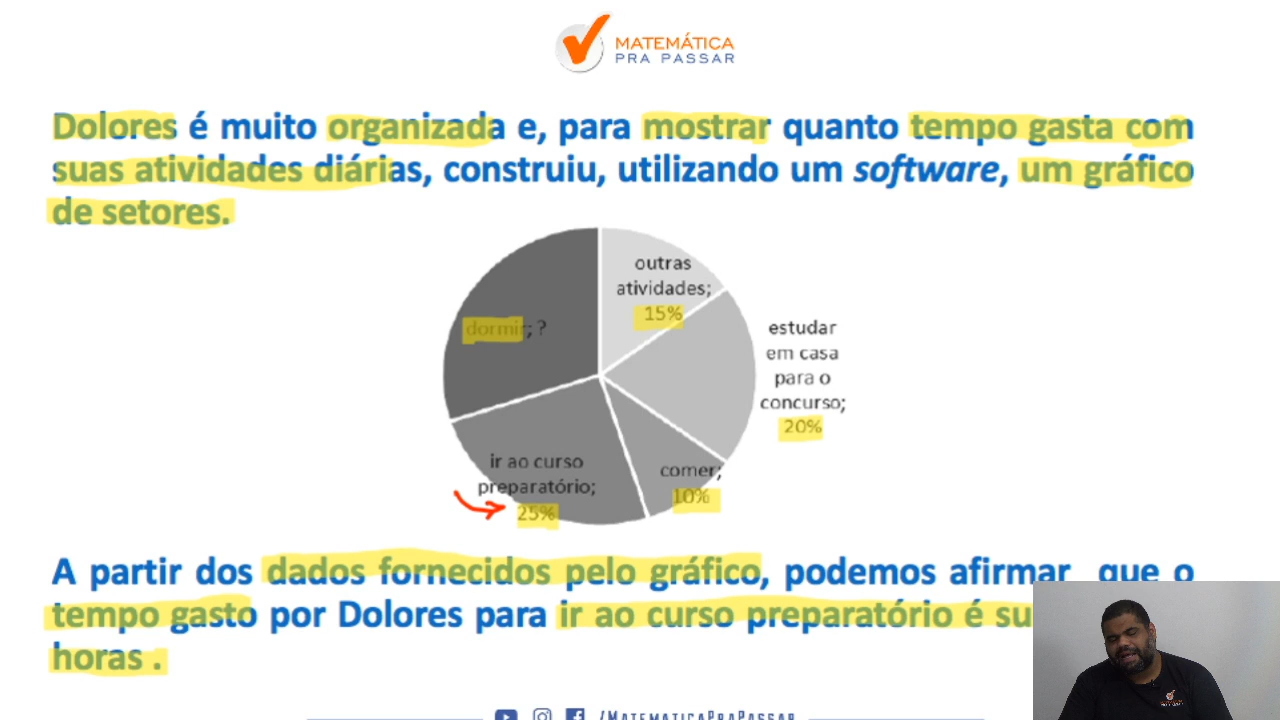 MATEMÁTICA
PRA PASSAR
Dolores é muito organizada e, para mostrar quanto tempo gasta com
suas atividades diárias, construiu, utilizando um software, um gráfico
de setores.
outras
atividades;
15%
dormir; ?
estudar
em casa
para o
concurso;
20%
ir ao curso
preparatório;
25%
comer;
10%
A partir dos dados fornecidos pelo gráfico, podemos afirmar que o
tempo gasto por Dolores para ir ao curso preparatório é
horas .
/MATEMATICAPRAPASSAR